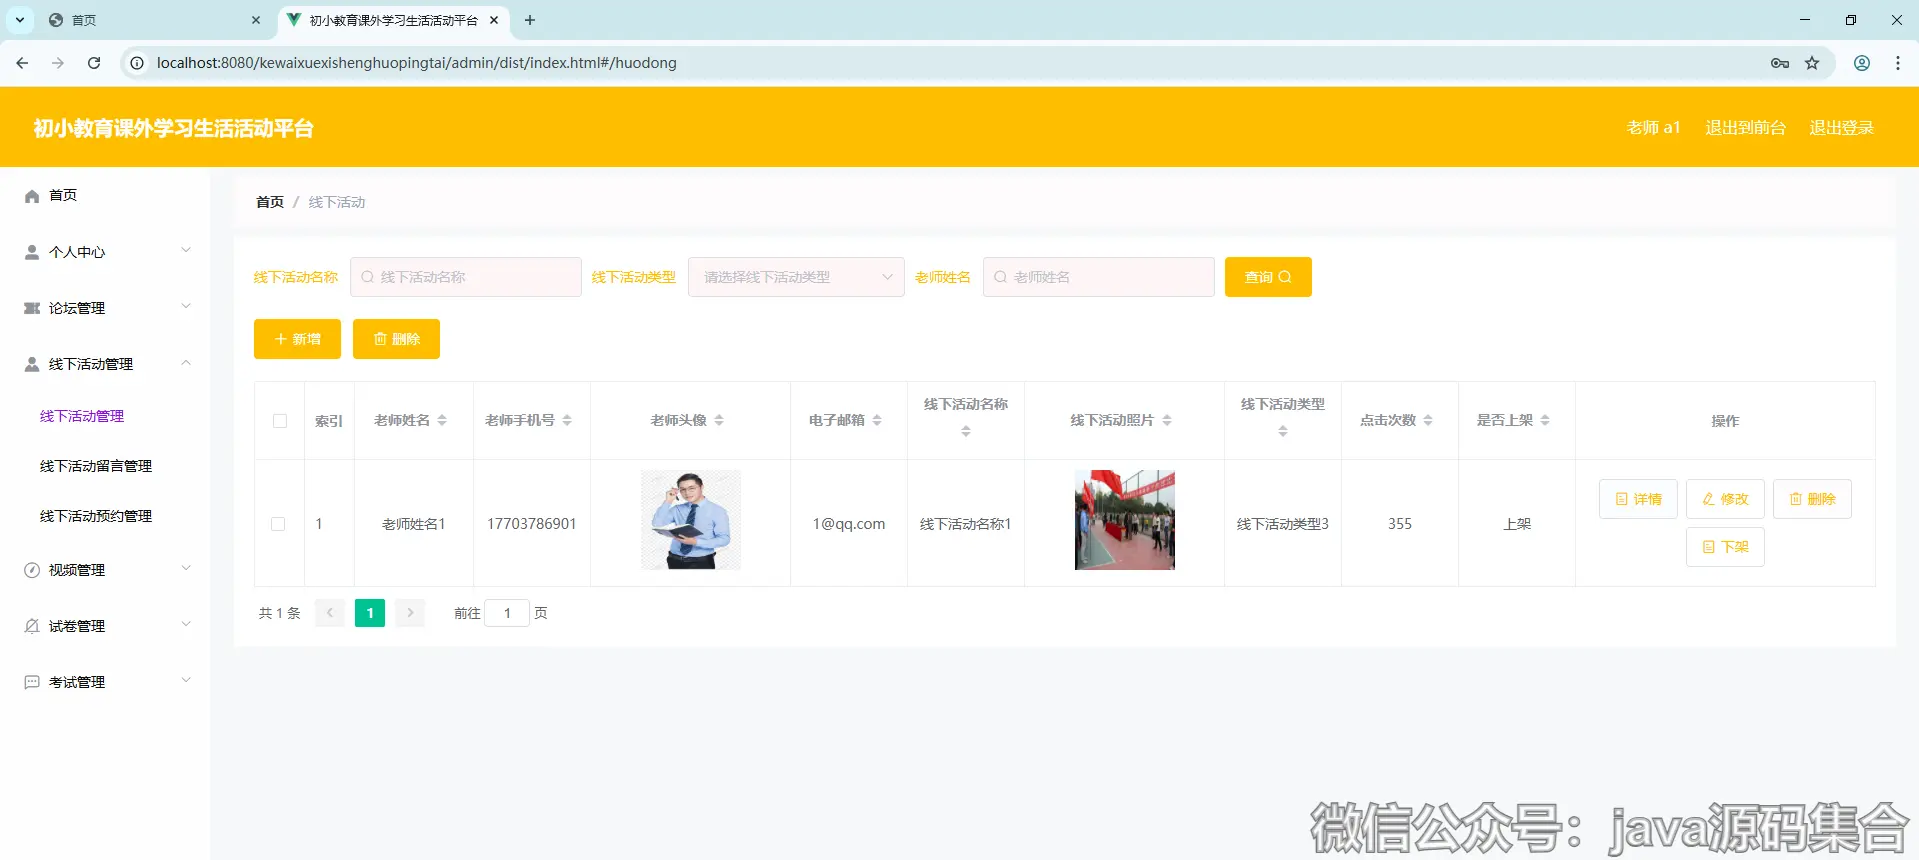 首页
初小教育课外学习生活活动平台
localhost:8080/kewaixuexishenghuopingtai/admin/dist/index.html#/huodong
初小教育课外学习生活活动平台
老师 a1 退出到前台 退出登录
首页
个人中心
论坛管理
线下活动管理
线下活动管理
线下活动留言管理
线下活动预约管理
视频管理
试卷管理
考试管理
首页 / 线下活动
线下活动名称 线下活动名称 线下活动类型 请选择线下活动类型 老师姓名 老师姓名 查询
新增 删除
索引 老师姓名 老师手机号 老师头像 电子邮箱 线下活动名称 线下活动照片 线下活动类型 点击次数 是否上架 操作
1 老师姓名1 17703786901 1@qq.com 线下活动名称1 线下活动类型3 355 上架 详情 修改 删除
下架
共 1 条 1 前往 1 页
微信公众号：java源码集合